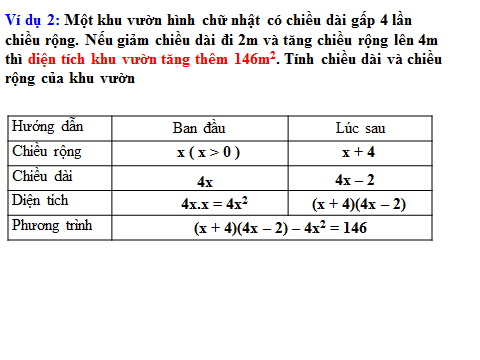 Ví dụ 2: Một khu vườn hình chữ nhật có chiều dài gấp 4 lần
chiều rộng. Nếu giảm chiều dài đi 2m và tăng chiều rộng lên 4m
thì diện tích khu vườn tăng thêm 146m². Tính chiều dài và chiều
rộng của khu vườn
Hướng dẫn Ban đầu Lúc sau
Chiều rộng x ( x > 0 ) x + 4
Chiều dài 4x 4x – 2
Diện tích 4x.x = 4x² (x + 4)(4x – 2)
Phương trình (x + 4)(4x – 2) – 4x² = 146